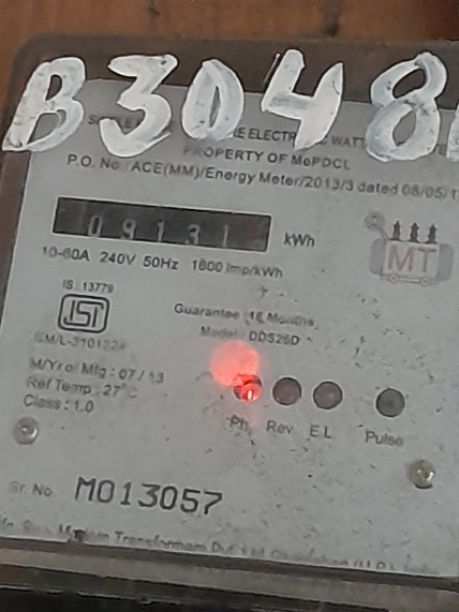 B3048
PROPERTY OF MePDCL
P.O. No. ACE(MM)/Energy Meter/2013/3 dated 08/05/1
09131 kWh
10-60A 240V 50Hz 1600 Imp/kWh
MT
IS : 13779
ISI
Guarantee : 18 Months
Model : DDS26D
M/Yr of Mfg : 07 / 13
Ref Temp : 27°c
Class : 1.0
Ph. Rev E.L Pulse
Sr. No. M013057